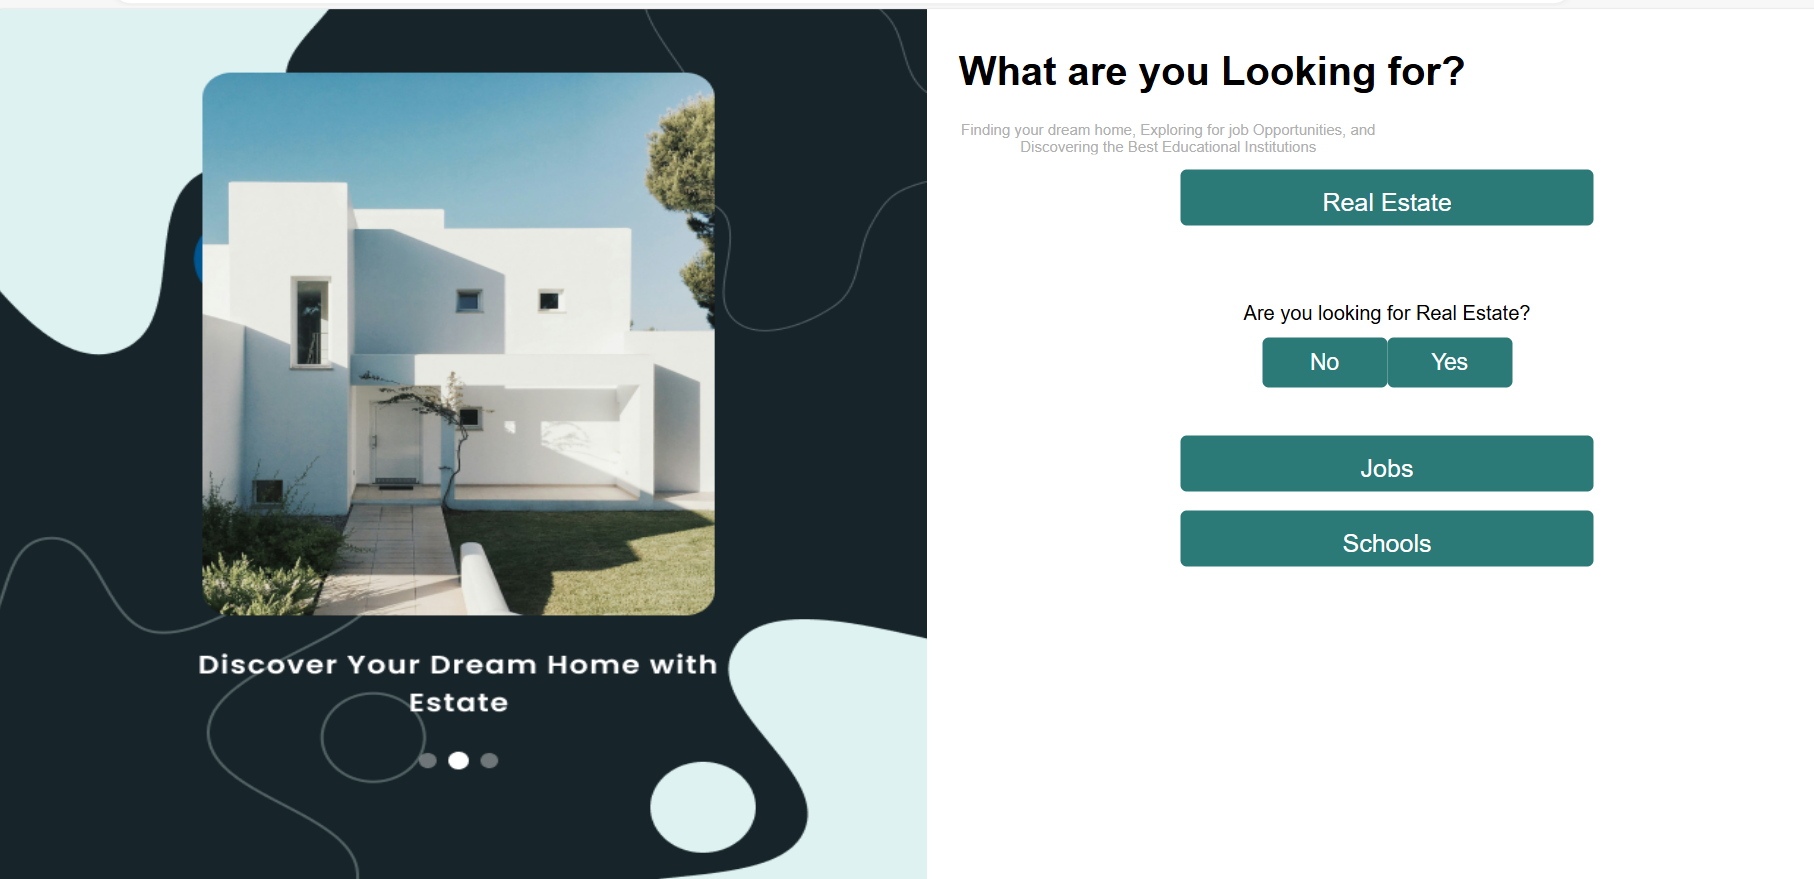 Discover Your Dream Home with
Estate
What are you Looking for?
Finding your dream home, Exploring for job Opportunities, and
Discovering the Best Educational Institutions
Real Estate
Are you looking for Real Estate?
No Yes
Jobs
Schools